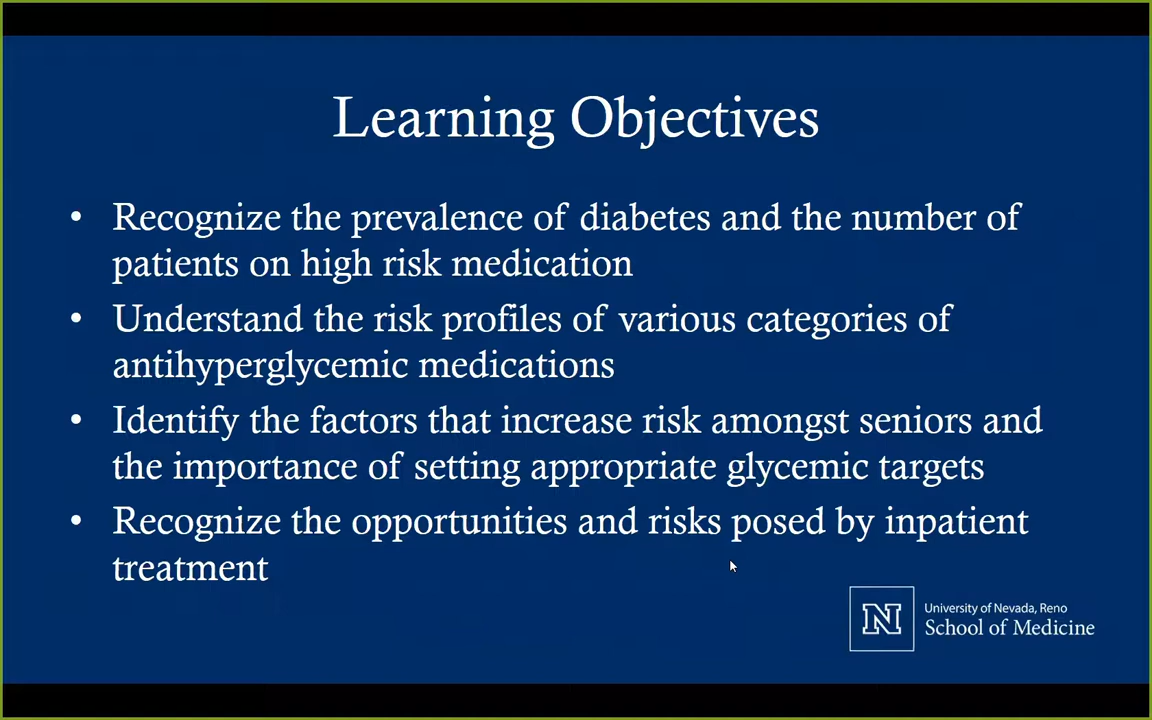 Learning Objectives
• Recognize the prevalence of diabetes and the number of
patients on high risk medication
• Understand the risk profiles of various categories of
antihyperglycemic medications
• Identify the factors that increase risk amongst seniors and
the importance of setting appropriate glycemic targets
• Recognize the opportunities and risks posed by inpatient
treatment
N
University of Nevada, Reno
School of Medicine